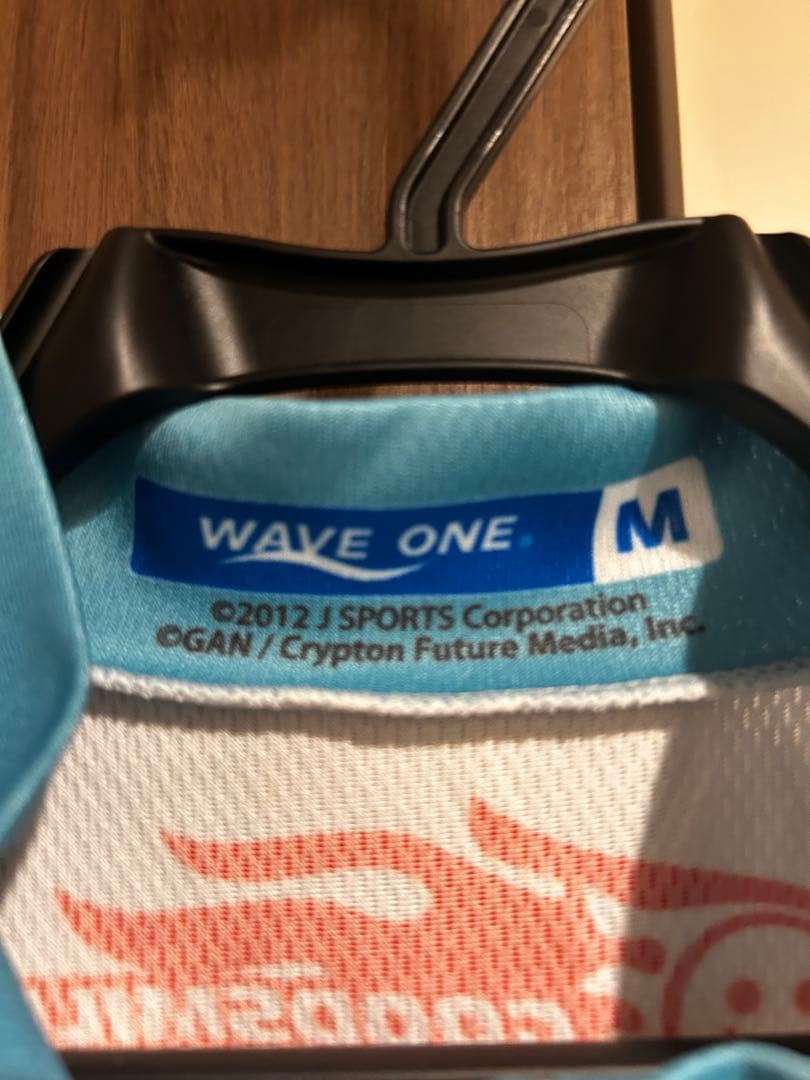 WAVE ONE. M
©2012 J SPORTS Corporation
©GAN / Crypton Future Media, Inc.